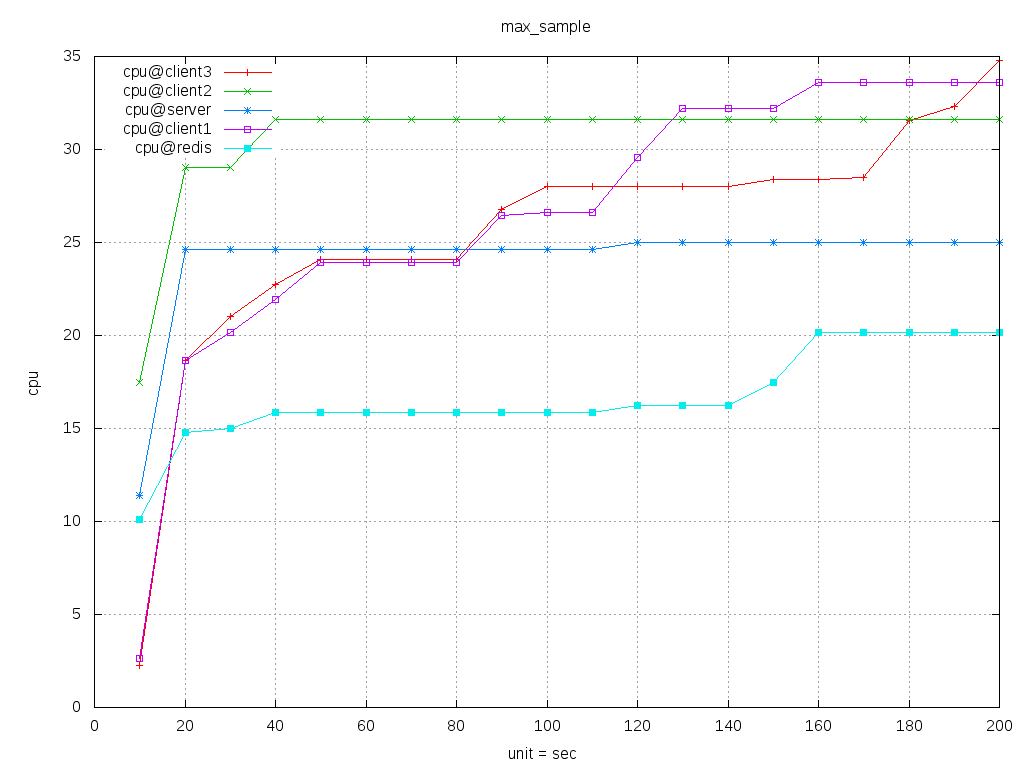 max_sample
35
30
25
20
15
10
5
0
cpu
cpu@client3
cpu@client2
cpu@server
cpu@client1
cpu@redis
0 20 40 60 80 100 120 140 160 180 200
unit = sec